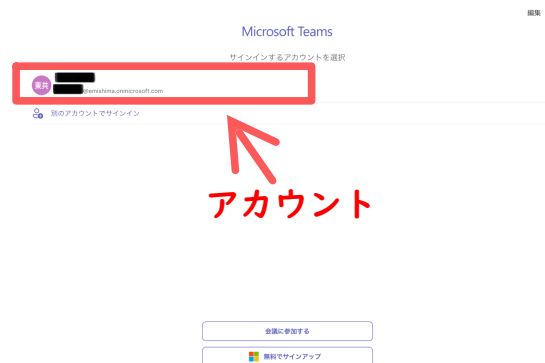 編集
Microsoft Teams
サインインするアカウントを選択
東共
@emishima.onmicrosoft.com
別のアカウントでサインイン
アカウント
会議に参加する
無料でサインアップ